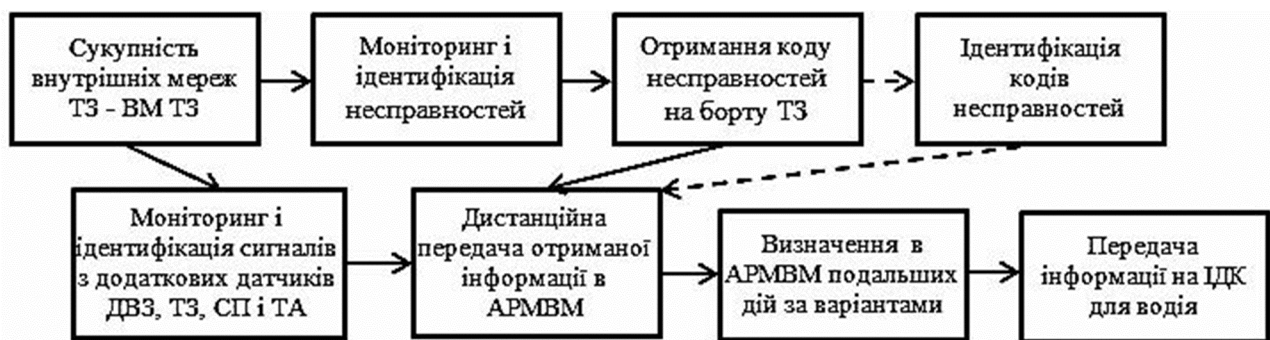 Сукупність
внутрішніх мереж
ТЗ – ВМ ТЗ
Моніторинг і
ідентифікація
несправностей
Отримання коду
несправностей
на борту ТЗ
Ідентифікація
кодів
несправностей
Моніторинг і
ідентифікація сигналів
з додаткових датчиків
ДВЗ, ТЗ, СП і ТА
Дистанційна
передача отриманої
інформації в
АРМВМ
Визначення в
АРМВМ подальших
дій за варіантами
Передача
інформації на ІДК
для водія